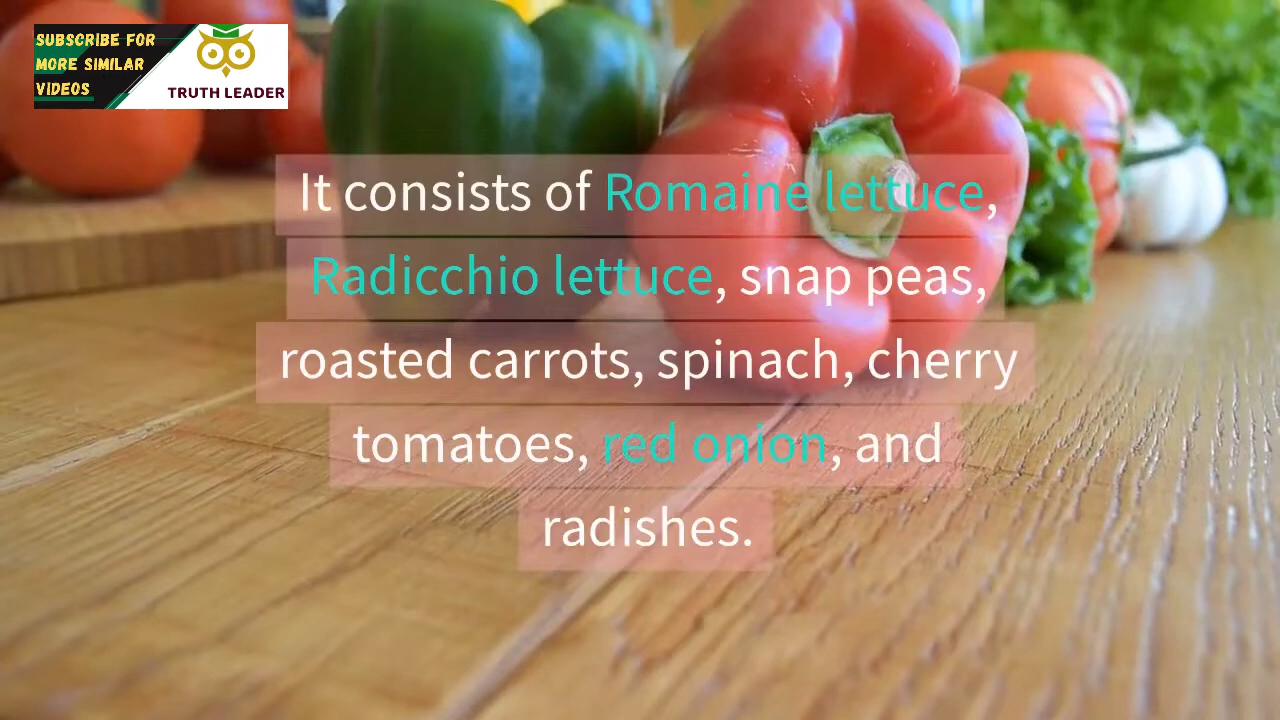 SUBSCRIBE FOR
MORE SIMILAR
VIDEOS
TRUTH LEADER
It consists of Romaine lettuce,
Radicchio lettuce, snap peas,
roasted carrots, spinach, cherry
tomatoes, red onion, and
radishes.